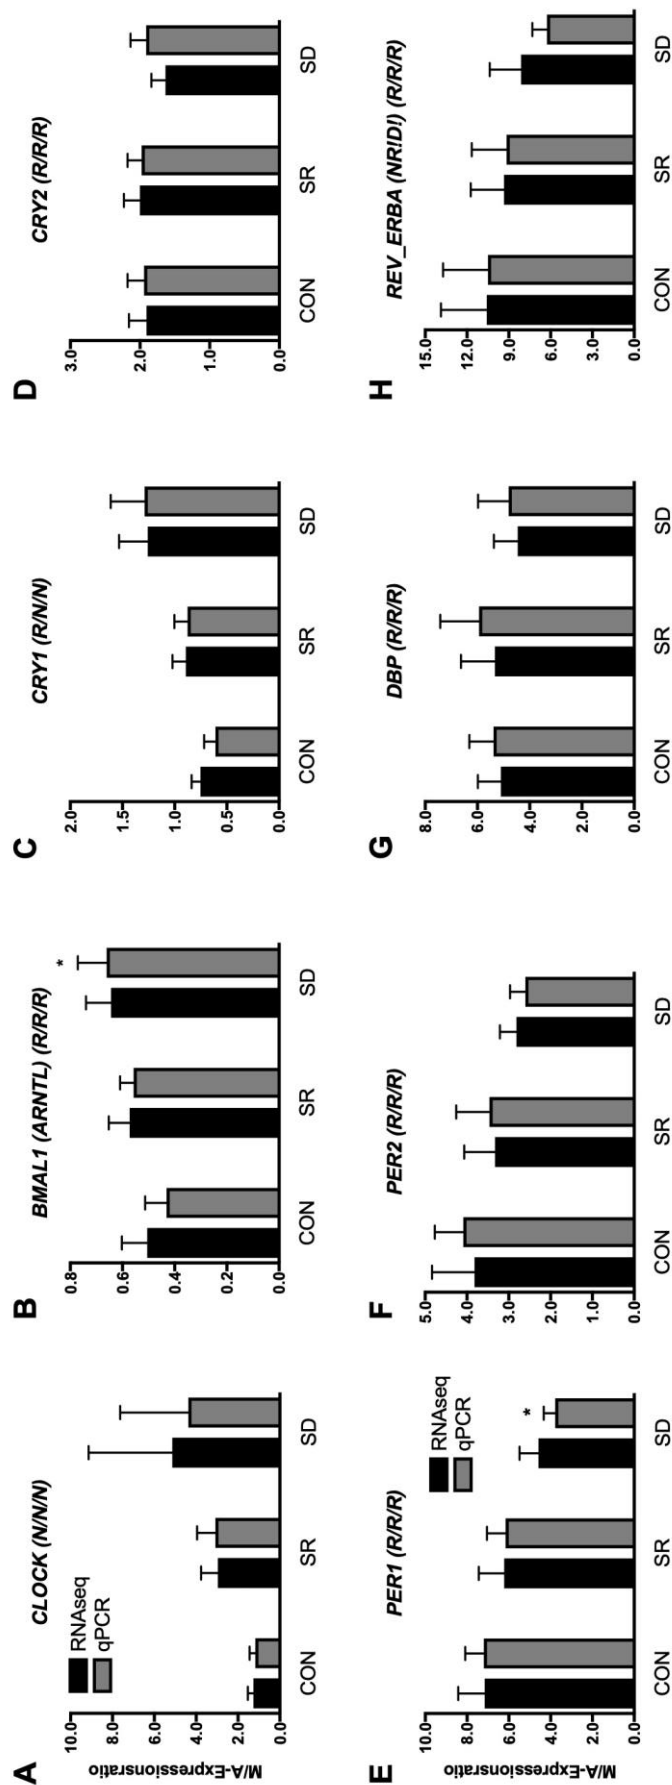 A
CLOCK (N/N/N)
M/A-Expressionsratio
10.0
8.0
6.0
4.0
2.0
0.0
RNAseq
qPCR
CON
SR
SD
B
BMAL1 (ARNTL) (R/R/R)
0.8
0.6
0.4
0.2
0.0
*
CON
SR
SD
C
CRY1 (R/N/N)
2.0
1.5
1.0
0.5
0.0
CON
SR
SD
D
CRY2 (R/R/R)
3.0
2.0
1.0
0.0
CON
SR
SD
E
PER1 (R/R/R)
M/A-Expressionsratio
10.0
8.0
6.0
4.0
2.0
0.0
RNAseq
qPCR
*
CON
SR
SD
F
PER2 (R/R/R)
5.0
4.0
3.0
2.0
1.0
0.0
CON
SR
SD
G
DBP (R/R/R)
8.0
6.0
4.0
2.0
0.0
CON
SR
SD
H
REV_ERBA (NR!D!) (R/R/R)
15.0
12.0
9.0
6.0
3.0
0.0
CON
SR
SD